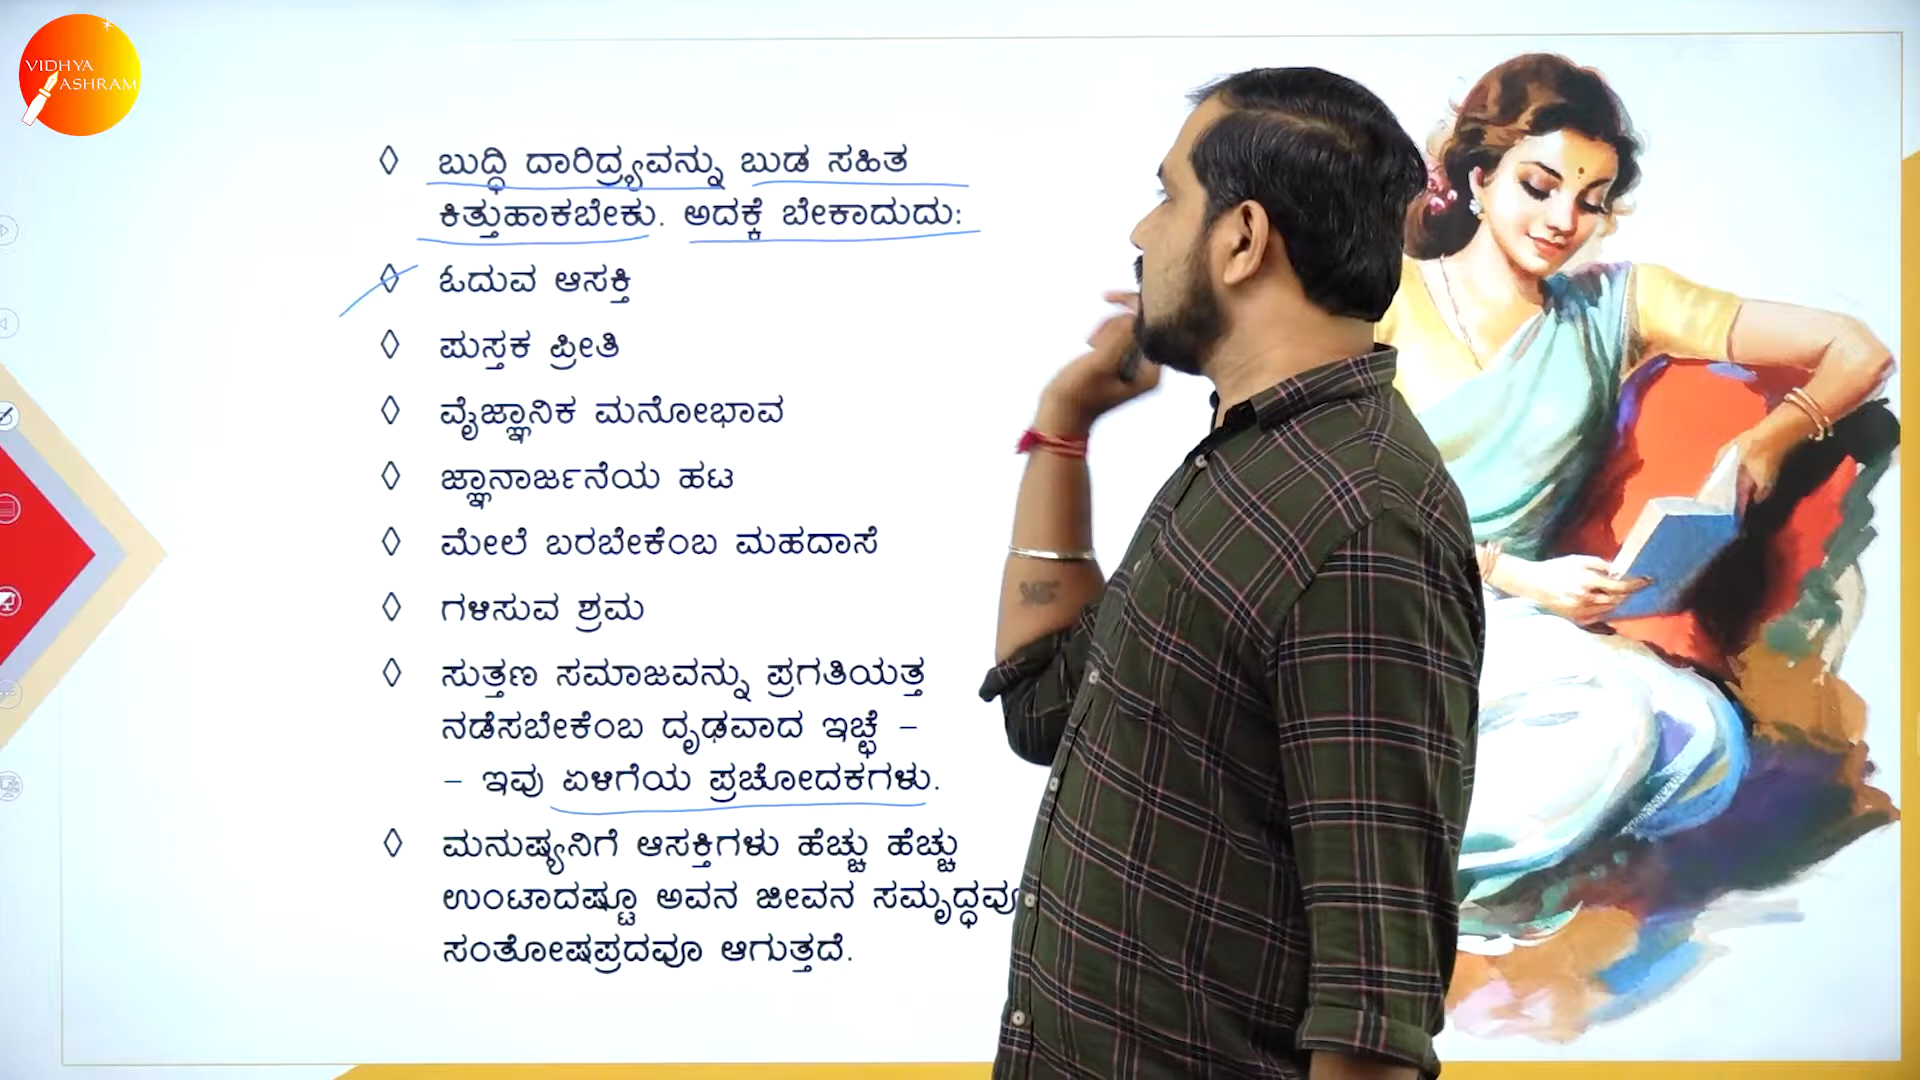 VIDHYA
ASHRAM
ಬುದ್ಧಿ ದಾರಿದ್ರ್ಯವನ್ನು ಬುಡ ಸಹಿತ
ಕಿತ್ತುಹಾಕಬೇಕು. ಅದಕ್ಕೆ ಬೇಕಾದುದು:
ಓದುವ ಆಸಕ್ತಿ
ಪುಸ್ತಕ ಪ್ರೀತಿ
ವೈಜ್ಞಾನಿಕ ಮನೋಭಾವ
ಜ್ಞಾನಾರ್ಜನೆಯ ಹಟ
ಮೇಲೆ ಬರಬೇಕೆಂಬ ಮಹದಾಸೆ
ಗಳಿಸುವ ಶ್ರಮ
ಸುತ್ತಣ ಸಮಾಜವನ್ನು ಪ್ರಗತಿಯತ್ತ
ನಡೆಸಬೇಕೆಂಬ ದೃಢವಾದ ಇಚ್ಛೆ –
– ಇವು ಏಳಿಗೆಯ ಪ್ರಚೋದಕಗಳು.
ಮನುಷ್ಯನಿಗೆ ಆಸಕ್ತಿಗಳು ಹೆಚ್ಚು ಹೆಚ್ಚು
ಉಂಟಾದಷ್ಟೂ ಅವನ ಜೀವನ ಸಮೃದ್ಧವೂ
ಸಂತೋಷಪ್ರದವೂ ಆಗುತ್ತದೆ.